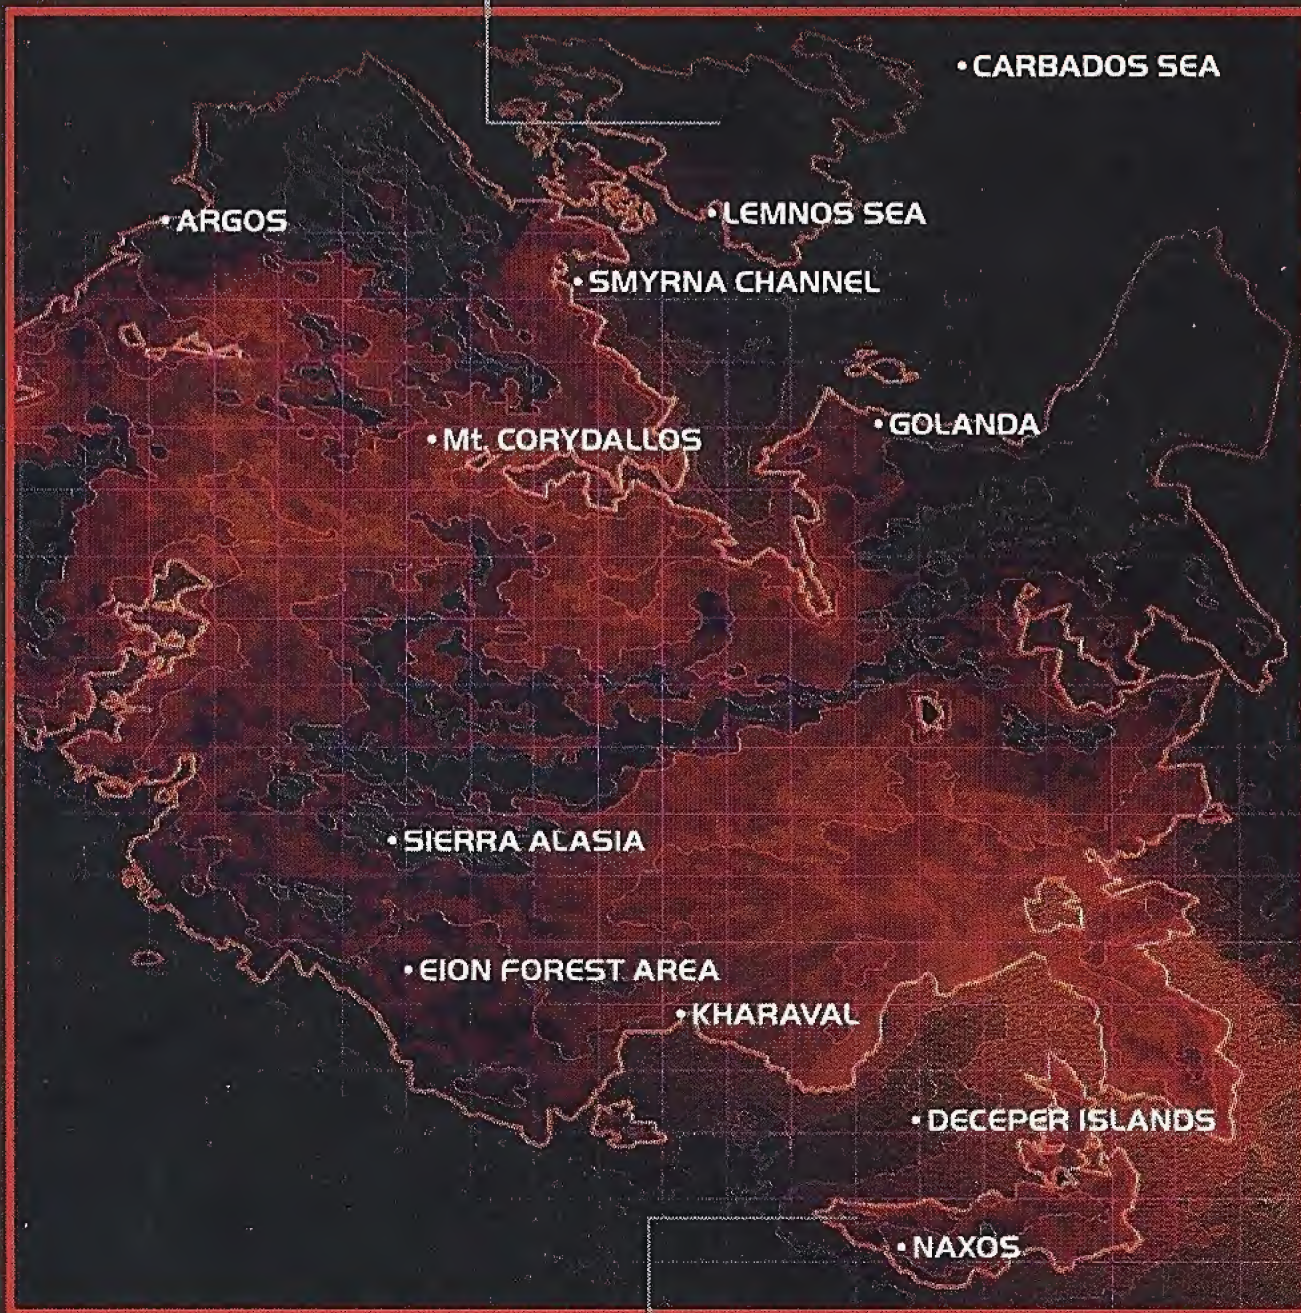 •CARBADOS SEA
•ARGOS
•LEMNOS SEA
•SMYRNA CHANNEL
•GOLANDA
•Mt. CORYDALLOS
•SIERRA ALASIA
•EION FOREST AREA
•KHARAVAL
•DECEPER ISLANDS
•NAXOS